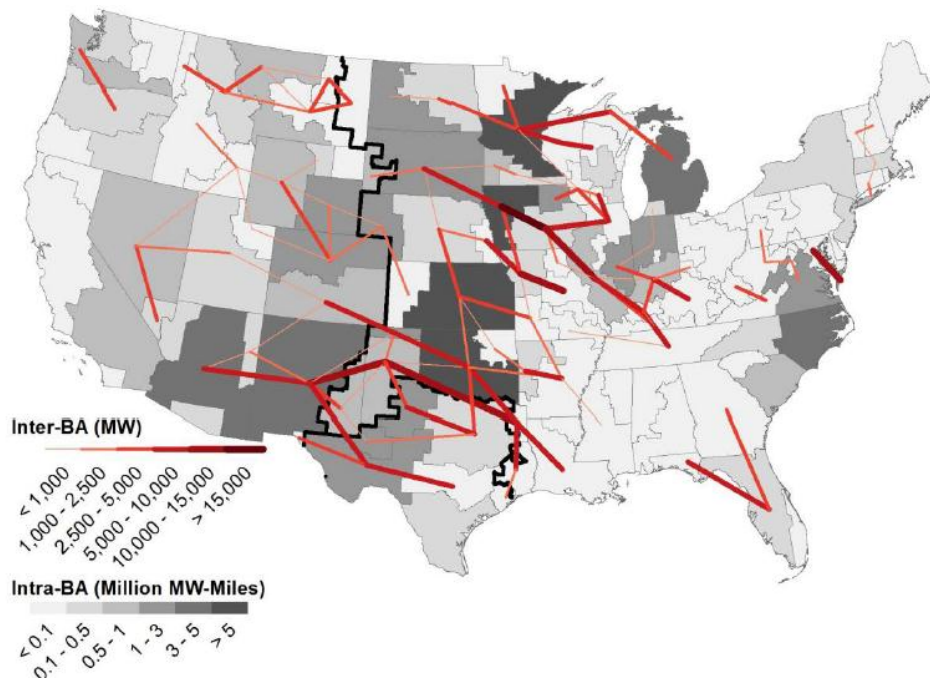 Inter-BA (MW)
< 1,000
1,000 - 2,500
2,500 - 5,000
5,000 - 10,000
10,000 - 15,000
> 15,000
Intra-BA (Million MW-Miles)
< 0.1
0.1 - 0.5
0.5 - 1
1 - 3
3 - 5
> 5